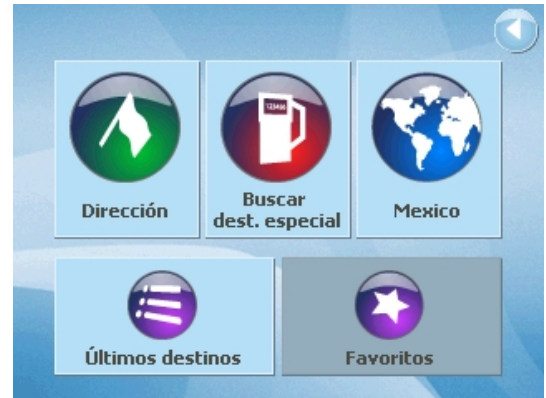 Dirección
Buscar
dest. especial
Mexico
Últimos destinos
Favoritos